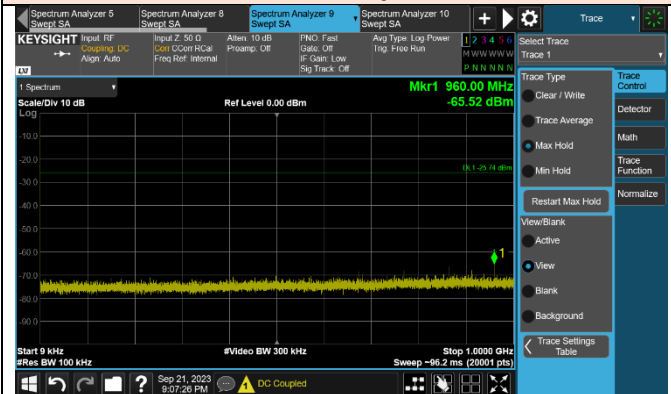 Spectrum Analyzer 5
Swept SA
Spectrum Analyzer 8
Swept SA
Spectrum Analyzer 9
Swept SA
Spectrum Analyzer 10
Swept SA
Trace
KEYSIGHT
Input: RF
Coupling: DC
Align: Auto
Input Z: 50 Ω
Corr CCorr RCal
Freq Ref: Internal
Atten: 10 dB
Preamp: Off
PNO: Fast
Gate: Off
IF Gain: Low
Sig Track: Off
Avg Type: Log-Power
Trig: Free Run
1 2 3 4 5 6
M W W W W W
P N N N N N
LXI
1 Spectrum
Scale/Div 10 dB
Log
Ref Level 0.00 dBm
Mkr1 960.00 MHz
-65.52 dBm
-10.0
-20.0
-30.0
-40.0
-50.0
-60.0
-70.0
-80.0
-90.0
DL1 -25.74 dBm
1
Start 9 kHz
#Res BW 100 kHz
#Video BW 300 kHz
Stop 1.0000 GHz
Sweep ~96.2 ms (20001 pts)
Select Trace
Trace 1
Trace Type
Clear / Write
Trace Average
Max Hold
Min Hold
Restart Max Hold
View/Blank
Active
View
Blank
Background
Trace Settings
Table
Trace
Control
Detector
Math
Trace
Function
Normalize
?
Sep 21, 2023
9:07:26 PM
DC Coupled